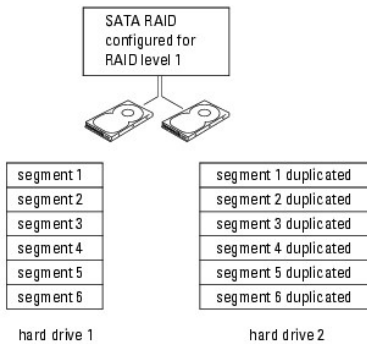 SATA RAID
configured for
RAID level 1
segment 1
segment 2
segment 3
segment 4
segment 5
segment 6
hard drive 1
segment 1 duplicated
segment 2 duplicated
segment 3 duplicated
segment 4 duplicated
segment 5 duplicated
segment 6 duplicated
hard drive 2